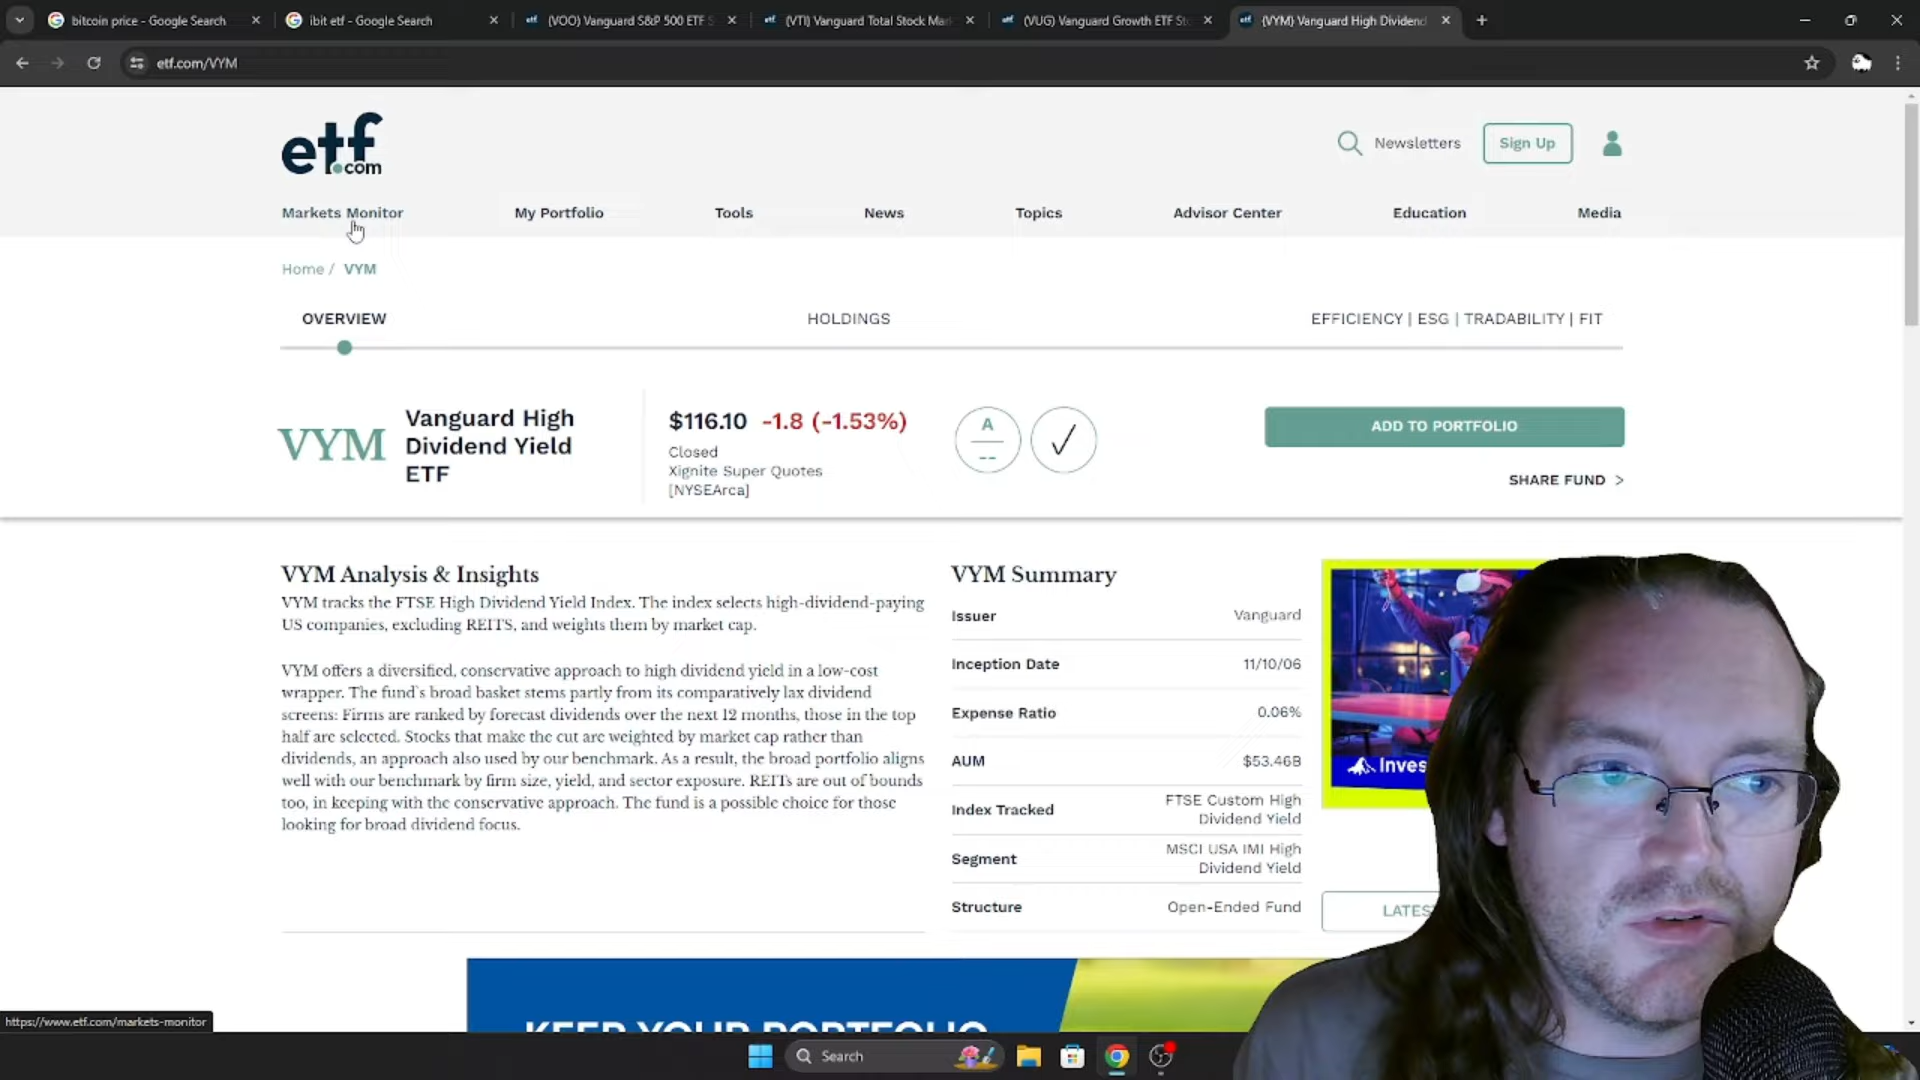 bitcoin price - Google Search
ibit etf - Google Search
(VOO) Vanguard S&P 500 ETF S
(VTI) Vanguard Total Stock Mar
(VUG) Vanguard Growth ETF St
(VYM) Vanguard High Dividend
etf.com/VYM
etf.com
Newsletters
Sign Up
Markets Monitor
My Portfolio
Tools
News
Topics
Advisor Center
Education
Media
Home / VYM
OVERVIEW
HOLDINGS
EFFICIENCY | ESG | TRADABILITY | FIT
VYM
Vanguard High
Dividend Yield
ETF
$116.10 -1.8 (-1.53%)
Closed
Xignite Super Quotes
[NYSEArca]
A
--
ADD TO PORTFOLIO
SHARE FUND >
VYM Analysis & Insights
VYM tracks the FTSE High Dividend Yield Index. The index selects high-dividend-paying
US companies, excluding REITS, and weights them by market cap.
VYM offers a diversified, conservative approach to high dividend yield in a low-cost
wrapper. The fund`s broad basket stems partly from its comparatively lax dividend
screens: Firms are ranked by forecast dividends over the next 12 months, those in the top
half are selected. Stocks that make the cut are weighted by market cap rather than
dividends, an approach also used by our benchmark. As a result, the broad portfolio aligns
well with our benchmark by firm size, yield, and sector exposure. REITs are out of bounds
too, in keeping with the conservative approach. The fund is a possible choice for those
looking for broad dividend focus.
VYM Summary
Issuer Vanguard
Inception Date 11/10/06
Expense Ratio 0.06%
AUM $53.46B
Index Tracked FTSE Custom High
Dividend Yield
Segment MSCI USA IMI High
Dividend Yield
Structure Open-Ended Fund
Inves
LATES
KEEP YOUR PORTFOLIO
https://www.etf.com/markets-monitor
Search